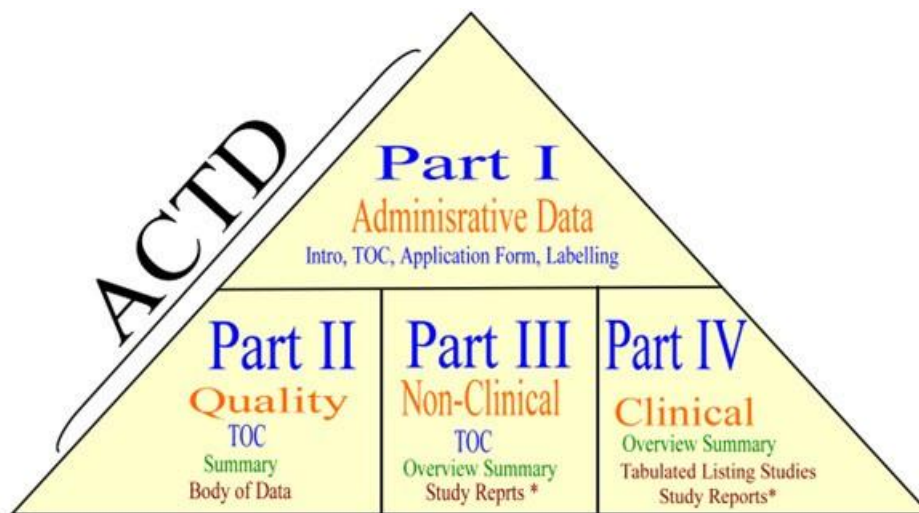 ACTD
Part I
Adminisrative Data
Intro, TOC, Application Form, Labelling
Part II
Quality
TOC
Summary
Body of Data
Part III
Non-Clinical
TOC
Overview Summary
Study Reprts *
Part IV
Clinical
Overview Summary
Tabulated Listing Studies
Study Reports*